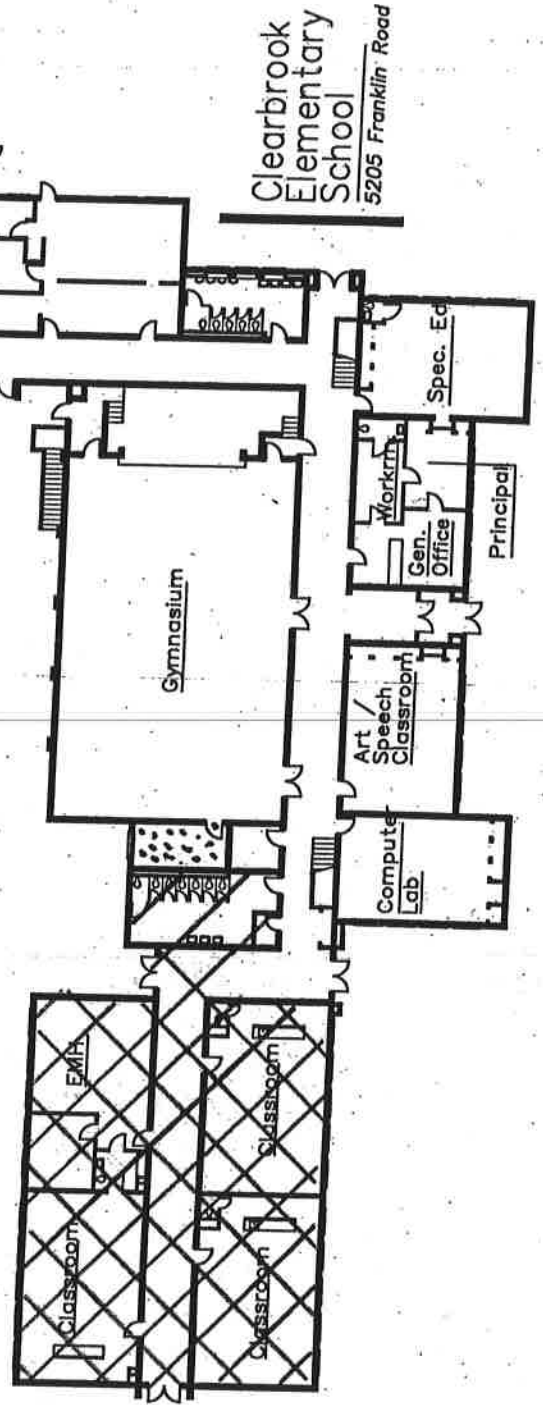 Clearbrook
Elementary
School
5205 Franklin Road
Gymnasium
Spec. Ed
Workrm
Gen.
Office
Principal
Art /
Speech
Classroom
Computer
Lab
EMH
Classroom
Classroom
Classroom